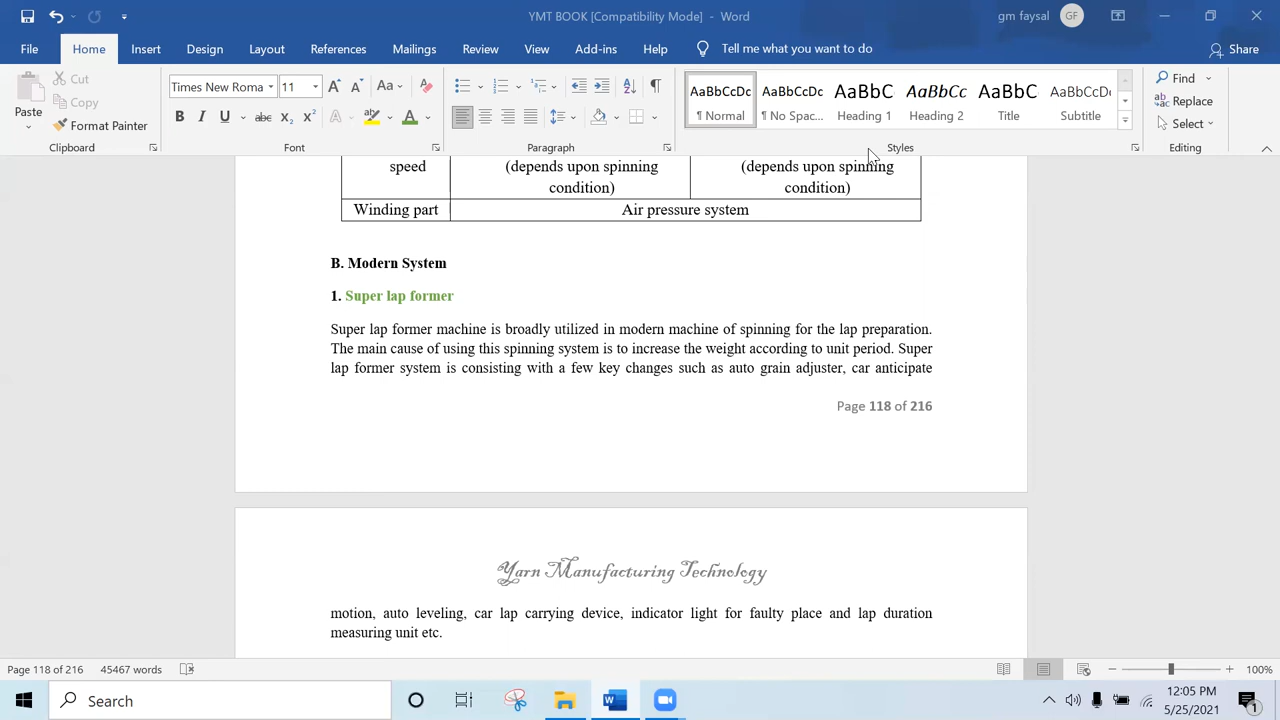 YMT BOOK [Compatibility Mode] - Word
gm faysal GF
File Home Insert Design Layout References Mailings Review View Add-ins Help Tell me what you want to do Share
Paste
Cut
Copy
Format Painter
Clipboard
Times New Roma 11
B I U abc X₂ X² A ab A
Font
Paragraph
AaBbCcDc AaBbCcDc AaBbC AaBbCc AaBbC AaBbCcDc
¶ Normal ¶ No Spac... Heading 1 Heading 2 Title Subtitle
Styles
Find
Replace
Select
Editing
speed (depends upon spinning condition) (depends upon spinning condition)
Winding part Air pressure system
B. Modern System
1. Super lap former
Super lap former machine is broadly utilized in modern machine of spinning for the lap preparation.
The main cause of using this spinning system is to increase the weight according to unit period. Super
lap former system is consisting with a few key changes such as auto grain adjuster, car anticipate
Page 118 of 216
Yarn Manufacturing Technology
motion, auto leveling, car lap carrying device, indicator light for faulty place and lap duration
measuring unit etc.
Page 118 of 216 45467 words 100%
Search
12:05 PM
5/25/2021
1